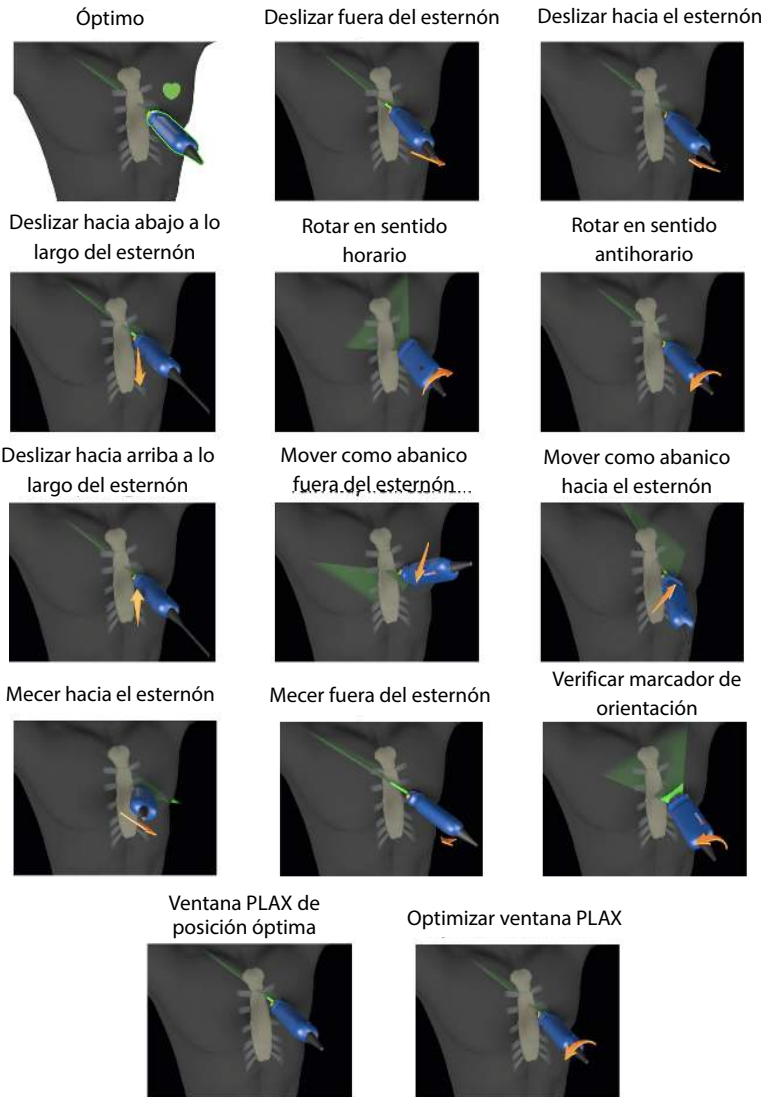 Óptimo
Deslizar fuera del esternón
Deslizar hacia el esternón
Deslizar hacia abajo a lo
largo del esternón
Rotar en sentido
horario
Rotar en sentido
antihorario
Deslizar hacia arriba a lo
largo del esternón
Mover como abanico
fuera del esternón
Mover como abanico
hacia el esternón
Mecer hacia el esternón
Mecer fuera del esternón
Verificar marcador de
orientación
Ventana PLAX de
posición óptima
Optimizar ventana PLAX